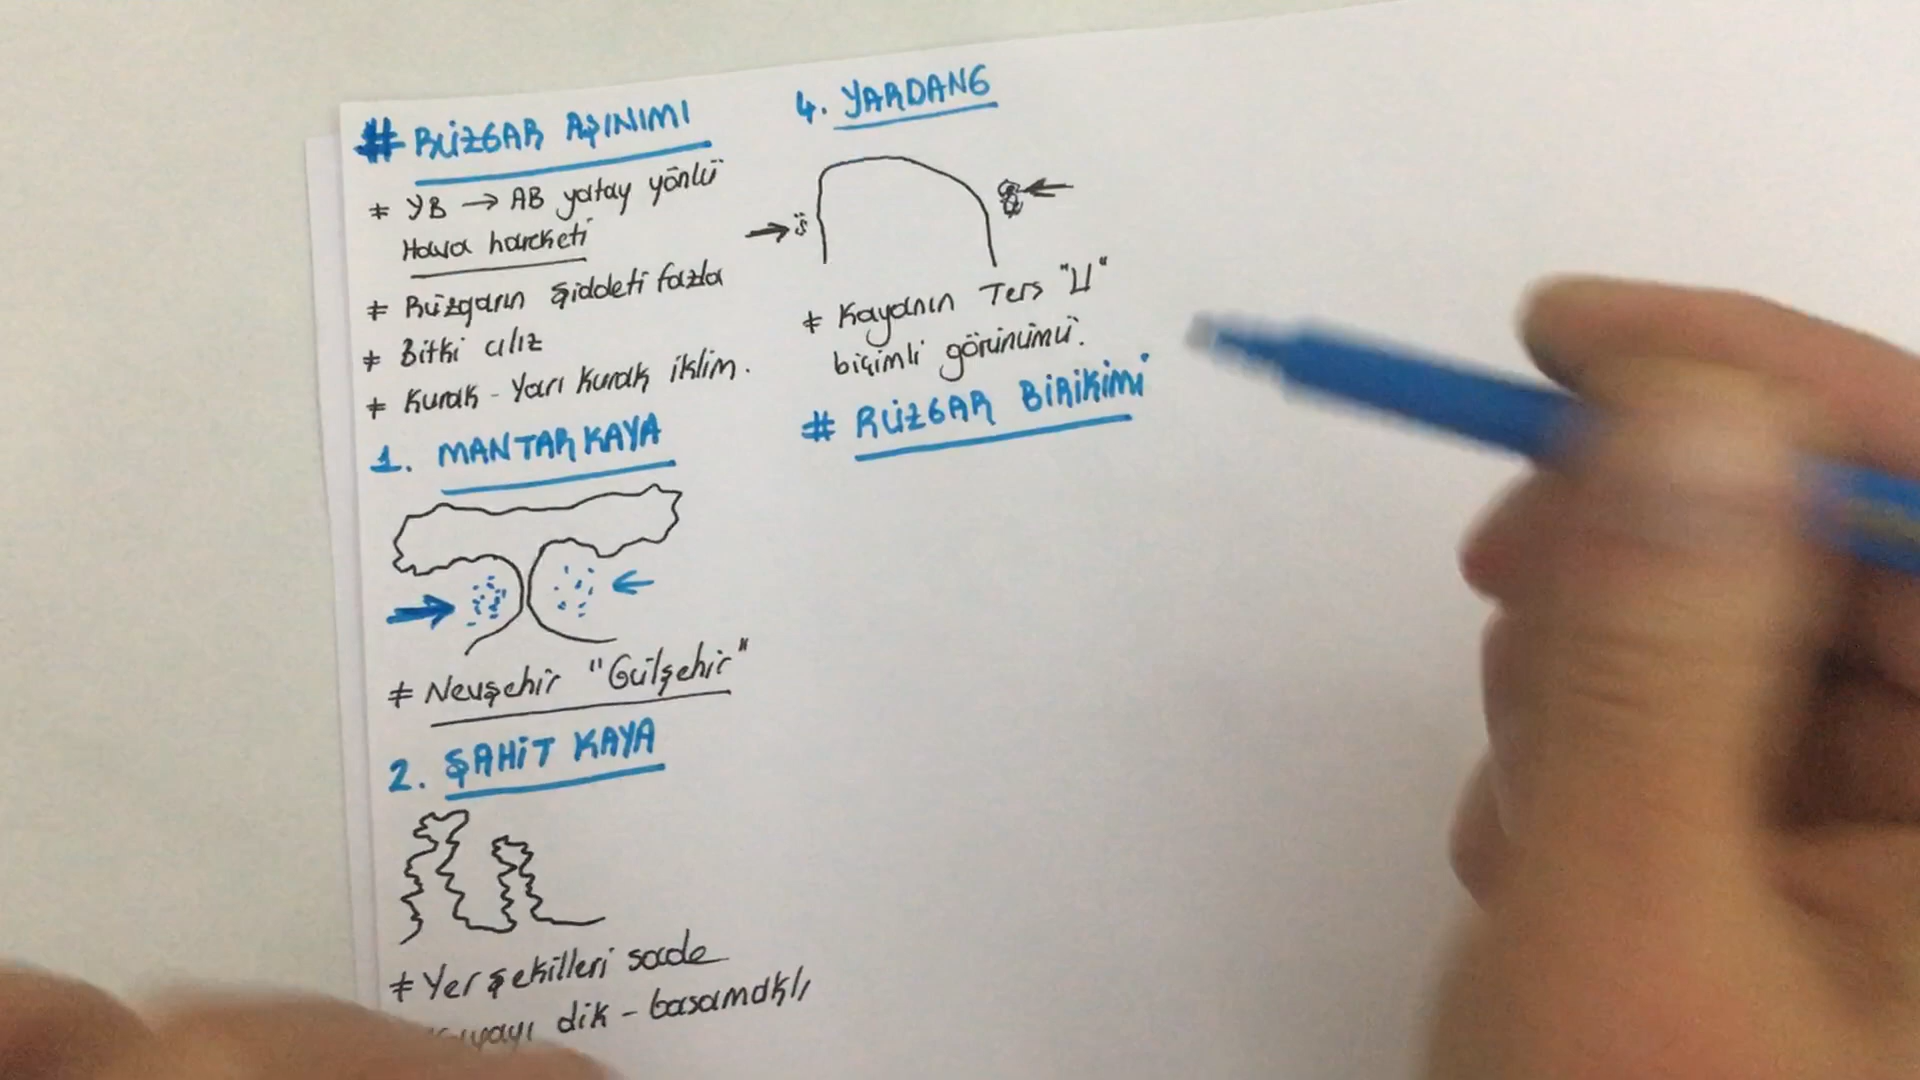 # RÜZGAR AŞINIMI
* YB → AB yatay yönlü
Hava hareketi
* Rüzgarın şiddeti fazla
* Bitki cılız
* Kurak - Yarı Kurak iklim.
1. MANTARKAYA
* Nevşehir "Gülşehir"
2. ŞAHİT KAYA
* Yer şekilleri sade
dik - basamaklı
4. YARDANG
* Kayanın Ters "U"
biçimli görünümü.
# RÜZGAR BİRİKİMİ